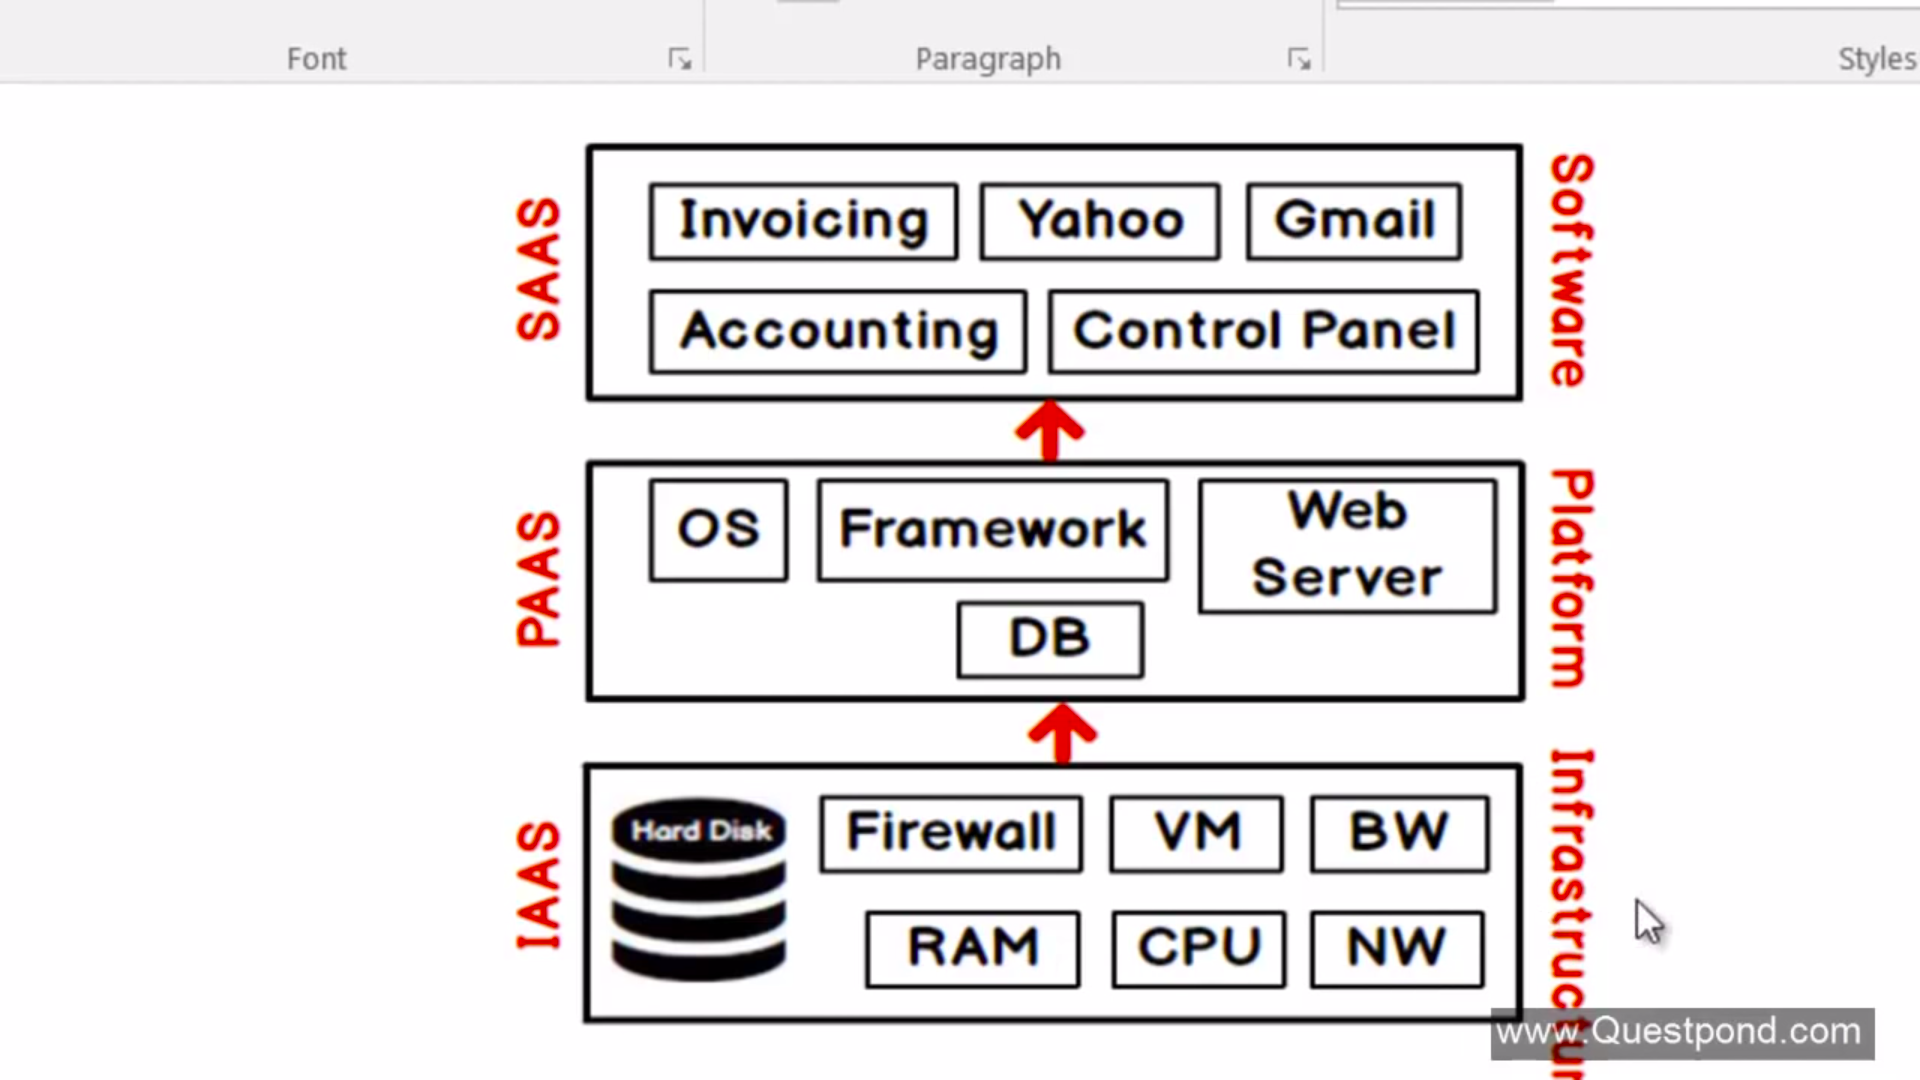 Font
Paragraph
Styles
SAAS
Invoicing
Yahoo
Gmail
Accounting
Control Panel
Software
PAAS
OS
Framework
Web
Server
DB
Platform
IAAS
Hard Disk
Firewall
VM
BW
RAM
CPU
NW
Infrastructur
www.Questpond.com